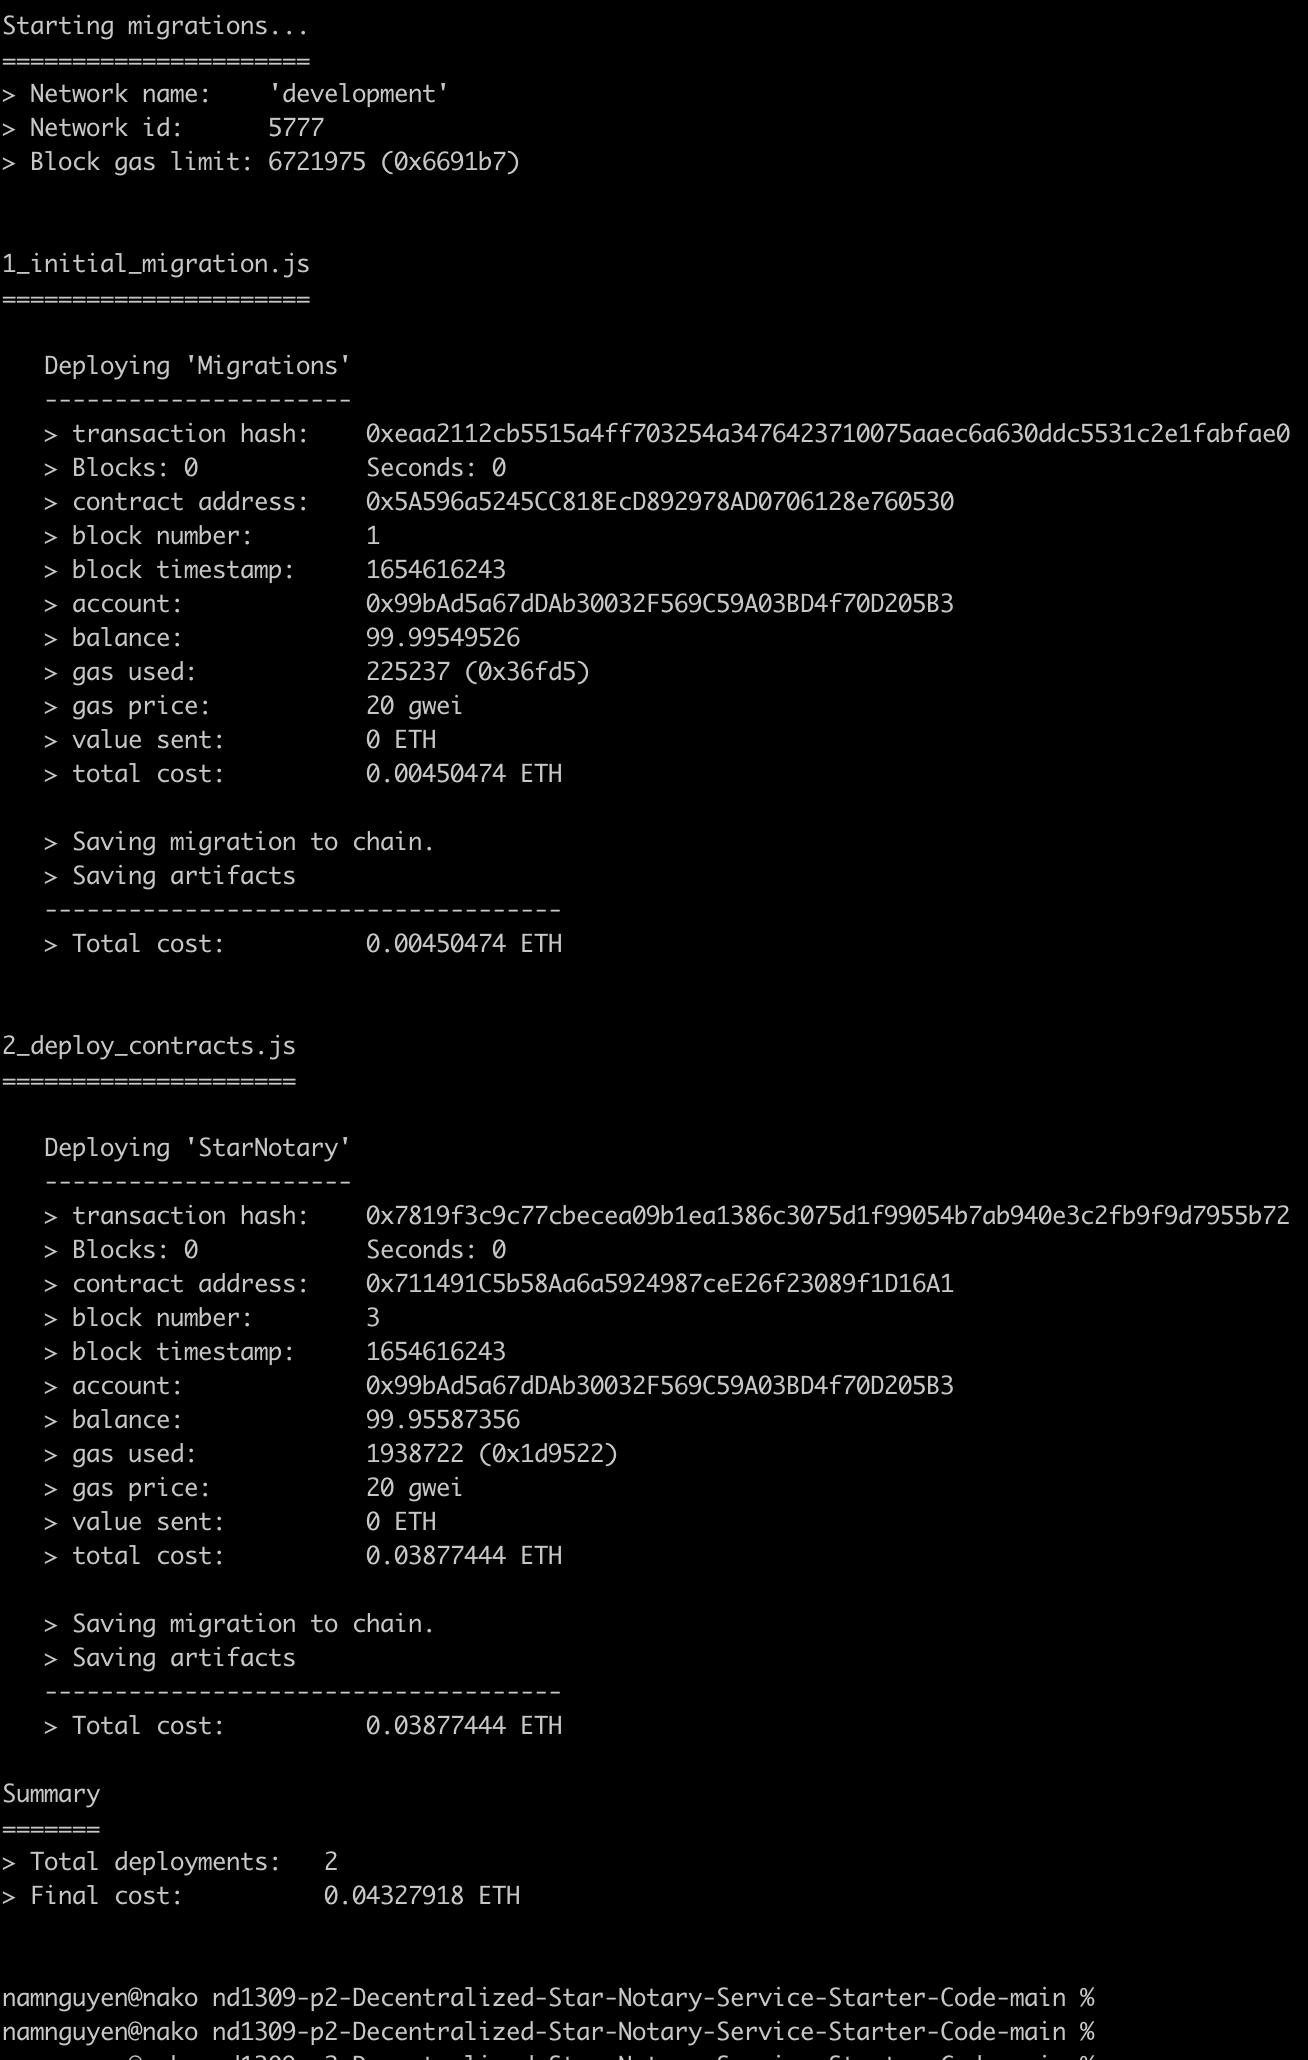 Starting migrations...
======================
> Network name:    'development'
> Network id:      5777
> Block gas limit: 6721975 (0x6691b7)
1_initial_migration.js
======================
   Deploying 'Migrations'
   ----------------------
   > transaction hash:    0xeaa2112cb5515a4ff703254a3476423710075aaec6a630ddc5531c2e1fabfae0
   > Blocks: 0            Seconds: 0
   > contract address:    0x5A596a5245CC818EcD892978AD0706128e760530
   > block number:        1
   > block timestamp:     1654616243
   > account:             0x99bAd5a67dDAb30032F569C59A03BD4f70D205B3
   > balance:             99.99549526
   > gas used:            225237 (0x36fd5)
   > gas price:           20 gwei
   > value sent:          0 ETH
   > total cost:          0.00450474 ETH
   > Saving migration to chain.
   > Saving artifacts
   -------------------------------------
   > Total cost:          0.00450474 ETH
2_deploy_contracts.js
=====================
   Deploying 'StarNotary'
   ----------------------
   > transaction hash:    0x7819f3c9c77cbecea09b1ea1386c3075d1f99054b7ab940e3c2fb9f9d7955b72
   > Blocks: 0            Seconds: 0
   > contract address:    0x711491C5b58Aa6a5924987ceE26f23089f1D16A1
   > block number:        3
   > block timestamp:     1654616243
   > account:             0x99bAd5a67dDAb30032F569C59A03BD4f70D205B3
   > balance:             99.95587356
   > gas used:            1938722 (0x1d9522)
   > gas price:           20 gwei
   > value sent:          0 ETH
   > total cost:          0.03877444 ETH
   > Saving migration to chain.
   > Saving artifacts
   -------------------------------------
   > Total cost:          0.03877444 ETH
Summary
=======
> Total deployments:   2
> Final cost:          0.04327918 ETH
namnguyen@nako nd1309-p2-Decentralized-Star-Notary-Service-Starter-Code-main %
namnguyen@nako nd1309-p2-Decentralized-Star-Notary-Service-Starter-Code-main %